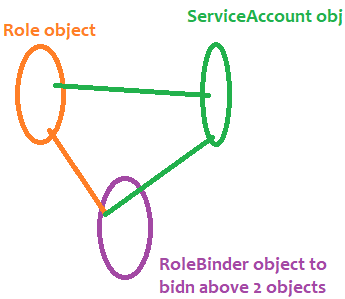 Role object
ServiceAccount obj
RoleBinder object to
bidn above 2 objects